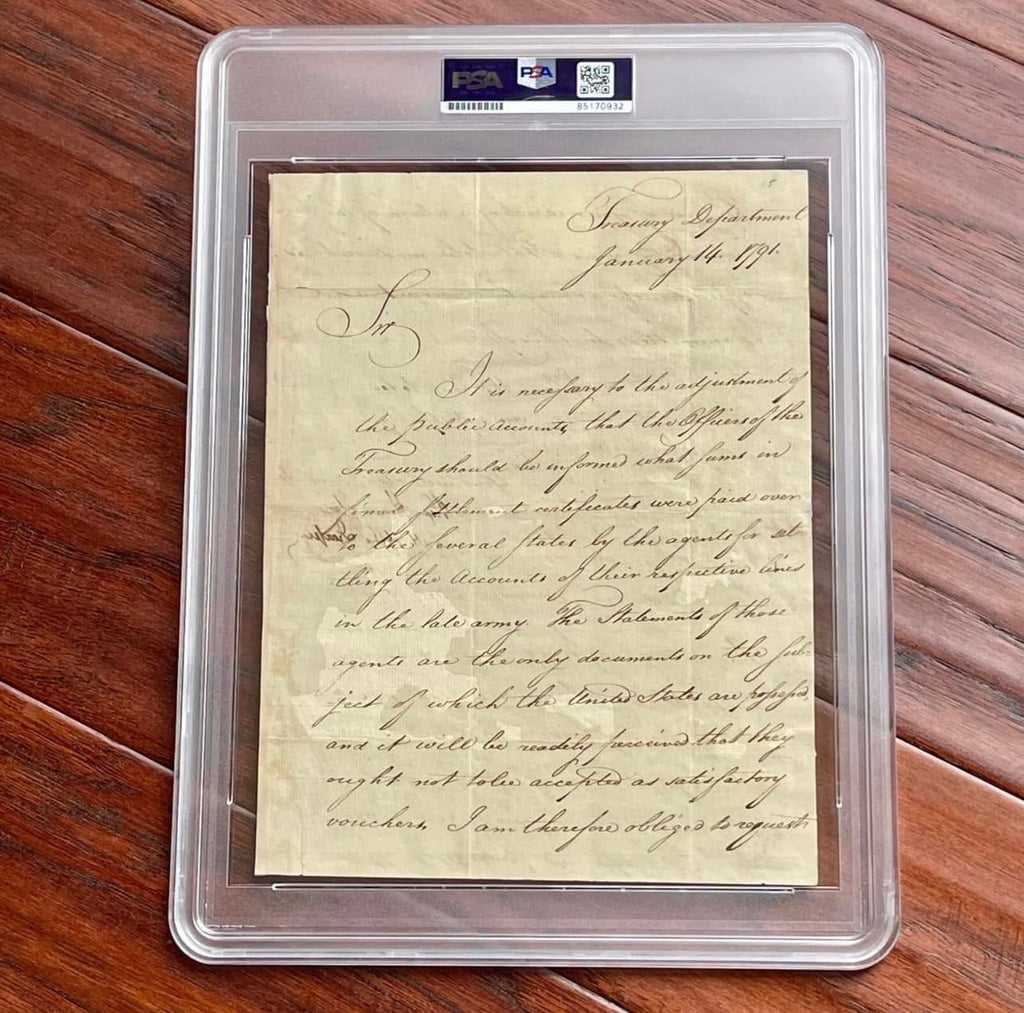 PSA
PSA
85170932
Treasury Department
January 14. 1791.
Sir
It is necessary to the adjustment of
the public accounts, that the Officers of the
Treasury should be informed what sums in
final settlement certificates were paid over
to the several States by the agents for set-
tling the accounts of their respective lines
in the late army. The Statements of those
agents are the only documents on the sub-
-ject of which the United States are possessed,
and it will be readily perceived that they
ought not to be accepted as satisfactory
vouchers. I am therefore obliged to request